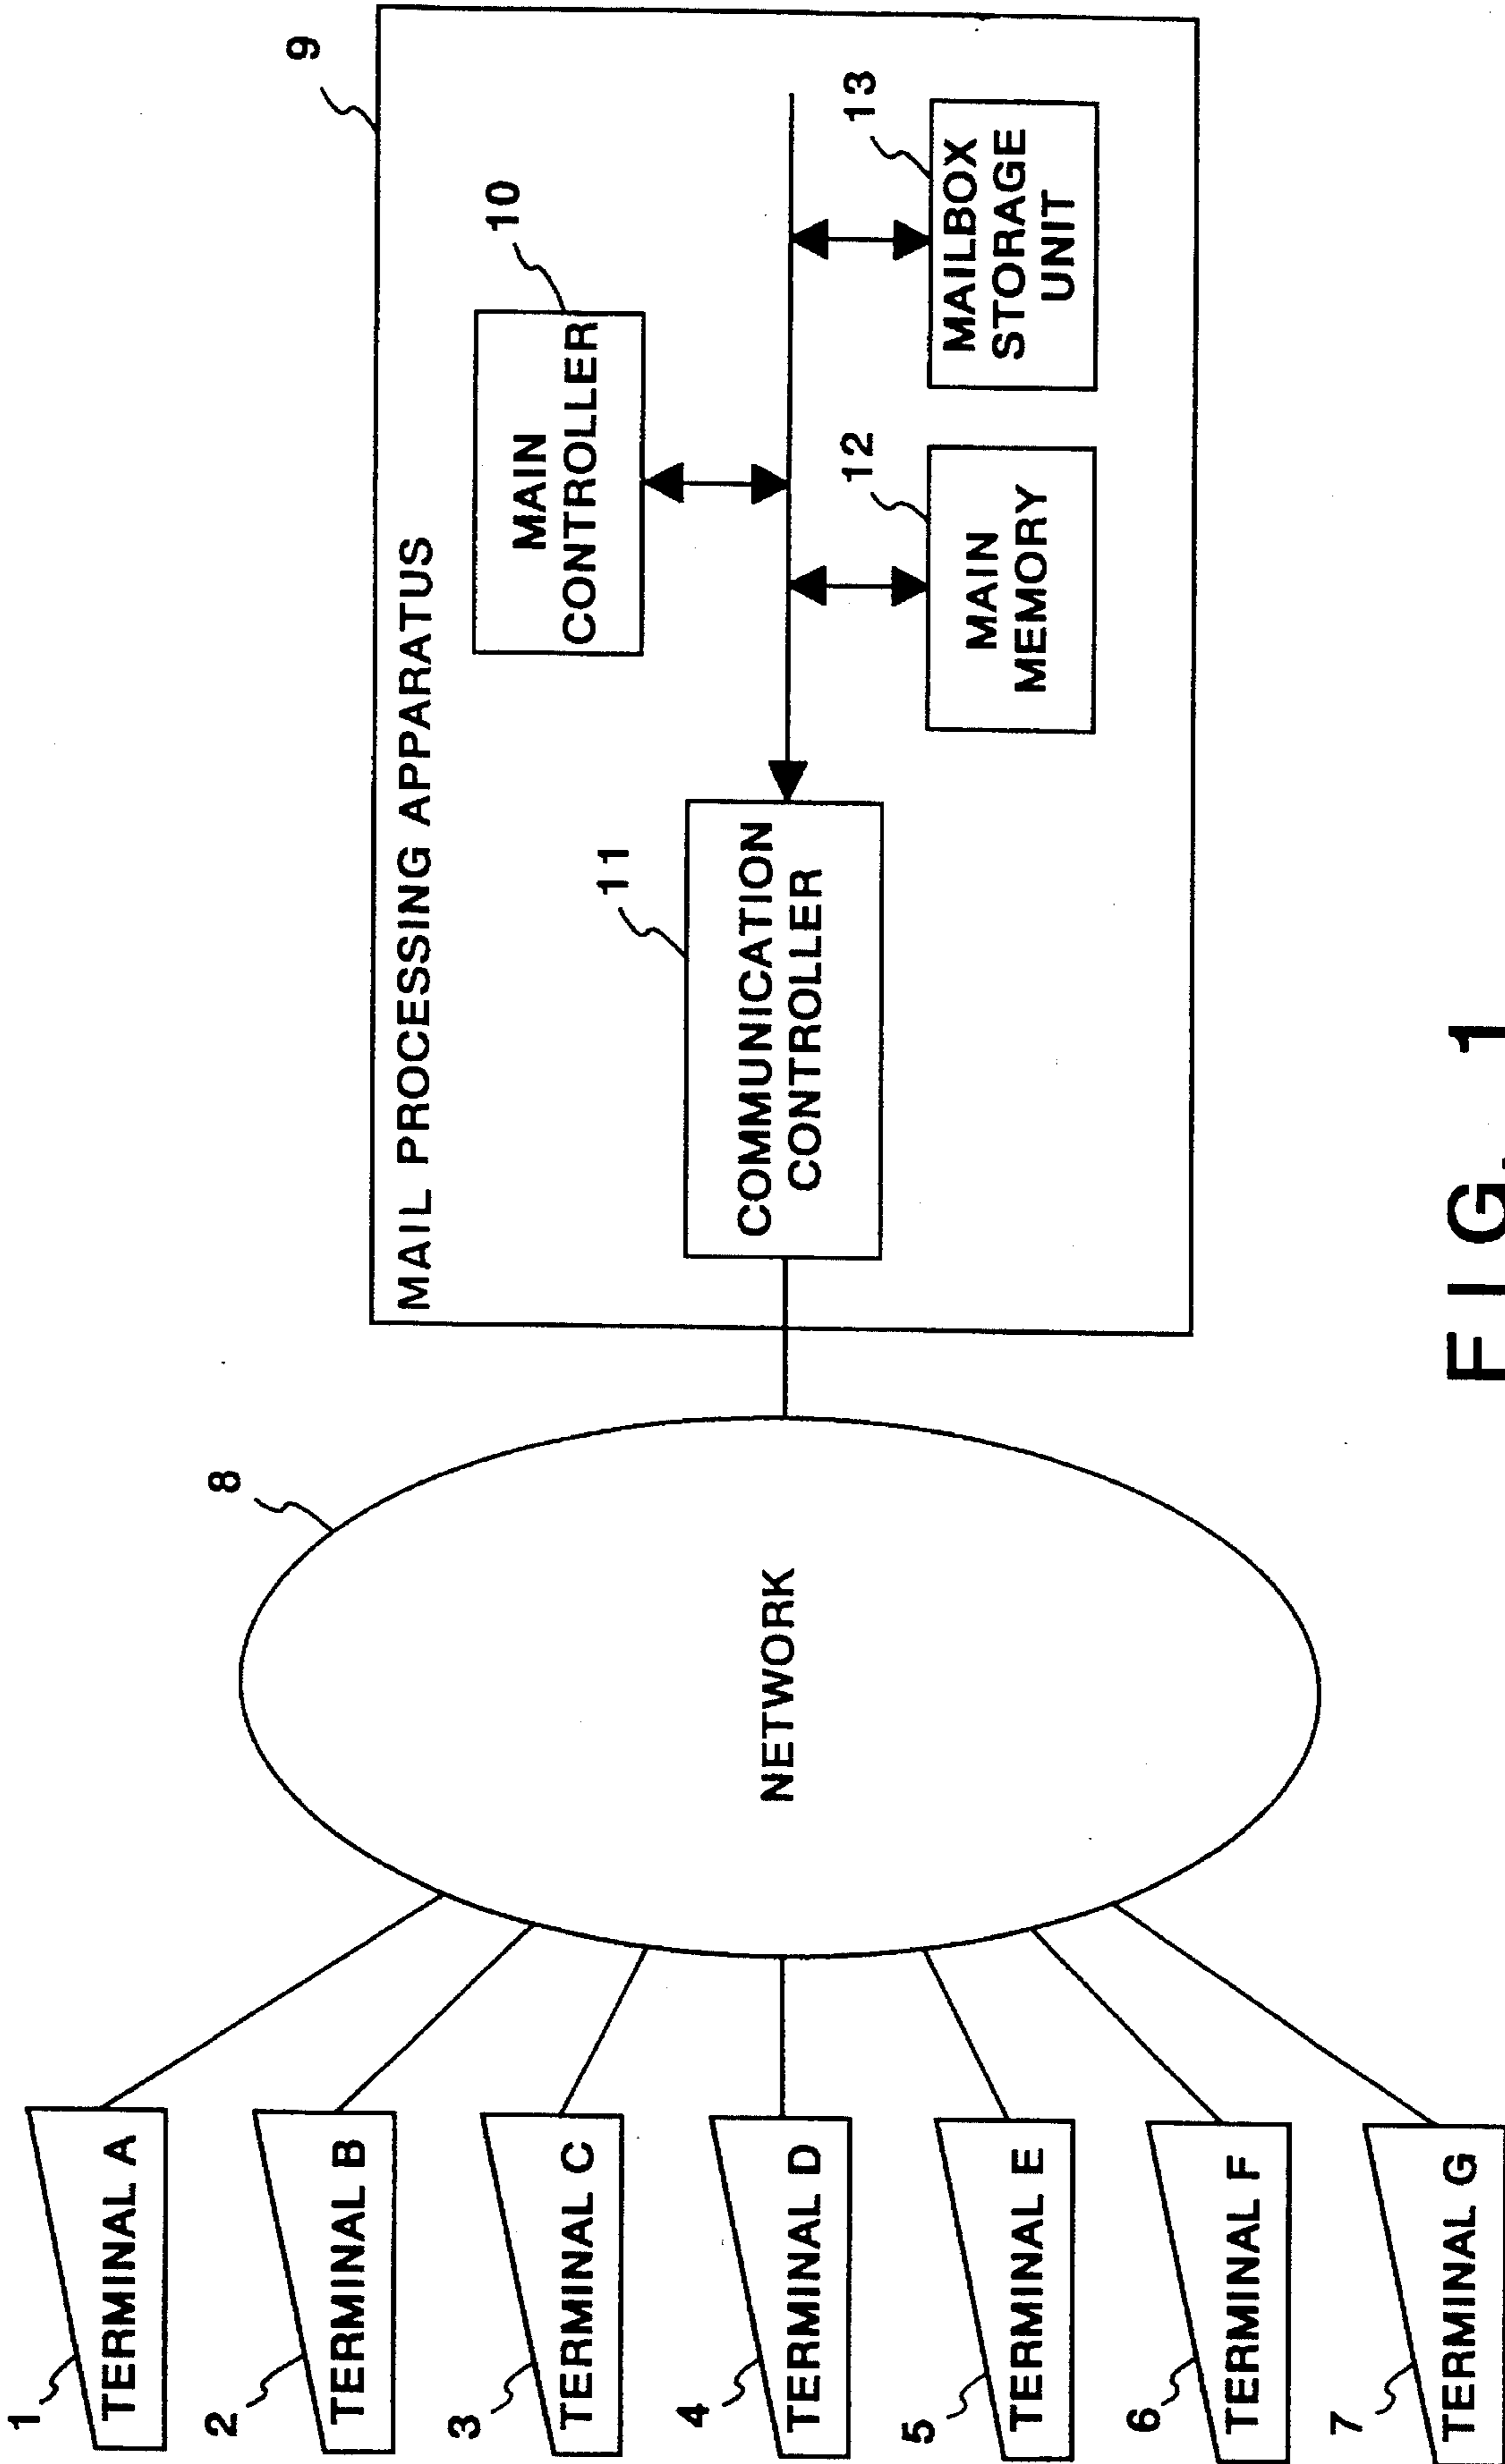 1
TERMINAL A
2
TERMINAL B
3
TERMINAL C
4
TERMINAL D
5
TERMINAL E
6
TERMINAL F
7
TERMINAL G
8
NETWORK
9
MAIL PROCESSING APPARATUS
10
MAIN
CONTROLLER
11
COMMUNICATION
CONTROLLER
12
MAIN
MEMORY
13
MAILBOX
STORAGE
UNIT
FIG. 1